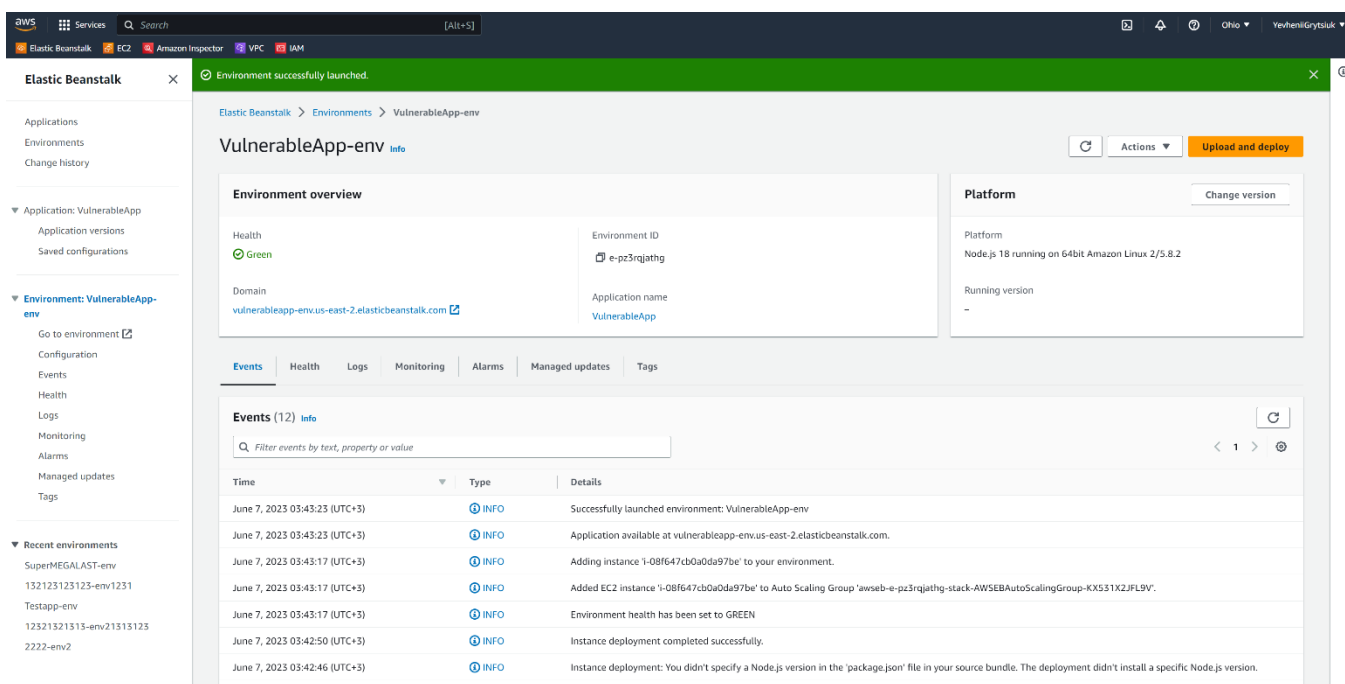 aws
Services
Search
[Alt+S]
Ohio ▼
YevheniiGrytsiuk ▼
Elastic Beanstalk
EC2
Amazon Inspector
VPC
IAM
Elastic Beanstalk
Environment successfully launched.
Applications
Environments
Change history
Application: VulnerableApp
Application versions
Saved configurations
Environment: VulnerableApp-
env
Go to environment
Configuration
Events
Health
Logs
Monitoring
Alarms
Managed updates
Tags
Recent environments
SuperMEGALAST-env
132123123123-env1231
Testapp-env
12321321313-env21313123
2222-env2
Elastic Beanstalk > Environments > VulnerableApp-env
VulnerableApp-env Info
Actions ▼
Upload and deploy
Environment overview
Health
Green
Domain
vulnerableapp-env.us-east-2.elasticbeanstalk.com
Environment ID
e-pz3rqjathg
Application name
VulnerableApp
Platform
Change version
Platform
Node.js 18 running on 64bit Amazon Linux 2/5.8.2
Running version
–
Events Health Logs Monitoring Alarms Managed updates Tags
Events (12) Info
Filter events by text, property or value
< 1 >
Time Type Details
June 7, 2023 03:43:23 (UTC+3) INFO Successfully launched environment: VulnerableApp-env
June 7, 2023 03:43:23 (UTC+3) INFO Application available at vulnerableapp-env.us-east-2.elasticbeanstalk.com.
June 7, 2023 03:43:17 (UTC+3) INFO Adding instance 'i-08f647cb0a0da97be' to your environment.
June 7, 2023 03:43:17 (UTC+3) INFO Added EC2 instance 'i-08f647cb0a0da97be' to Auto Scaling Group 'awseb-e-pz3rqjathg-stack-AWSEBAutoScalingGroup-KX531X2JFL9V'.
June 7, 2023 03:43:17 (UTC+3) INFO Environment health has been set to GREEN
June 7, 2023 03:42:50 (UTC+3) INFO Instance deployment completed successfully.
June 7, 2023 03:42:46 (UTC+3) INFO Instance deployment: You didn't specify a Node.js version in the 'package.json' file in your source bundle. The deployment didn't install a specific Node.js version.